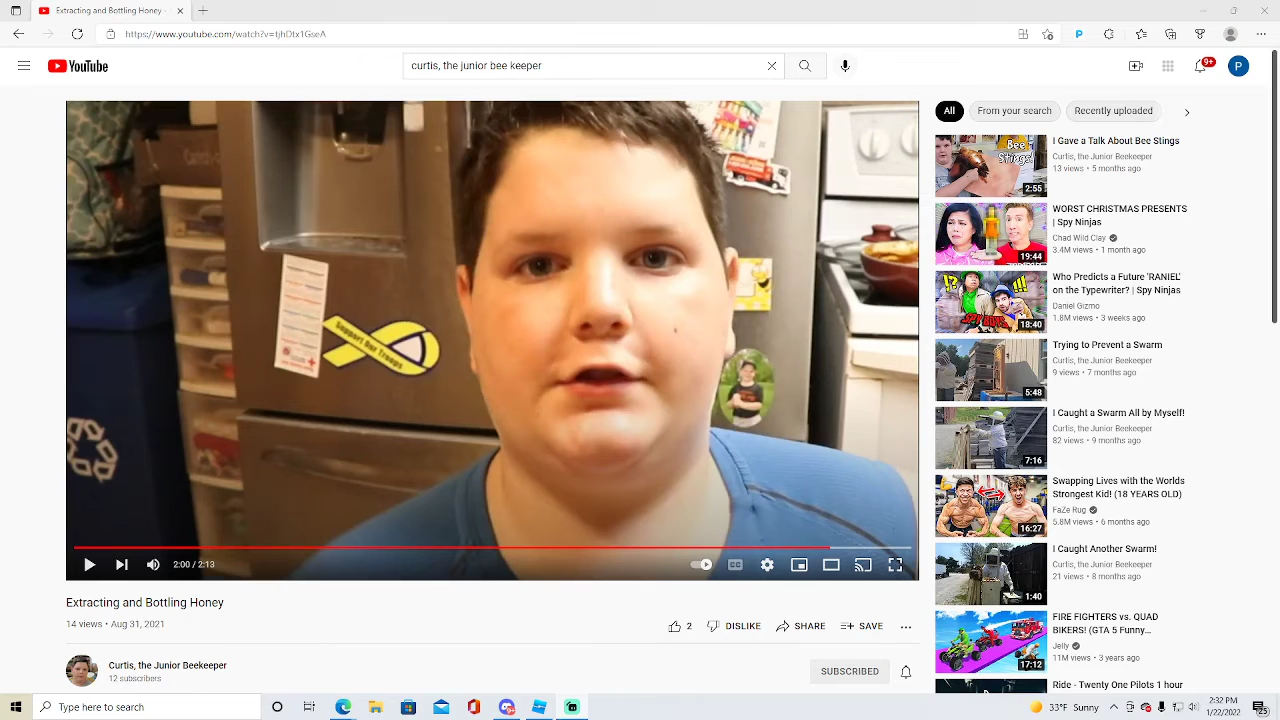 Extracting and Bottling Honey -
https://www.youtube.com/watch?v=tjhDtx1GseA
YouTube
curtis, the junior bee keeper
9+
P
P
All
From your search
Recently uploaded
Support Our Troops
Bee Stings!
2:55
I Gave a Talk About Bee Stings
Curtis, the Junior Beekeeper
13 views • 5 months ago
19:44
WORST CHRISTMAS PRESENTS
| Spy Ninjas
Chad Wild Clay
3.4M views • 1 month ago
!?
!!!
SPY BOYS
18:40
Who Predicts a Future 'RANIEL'
on the Typewriter? | Spy Ninjas
Daniel Gizmo
1.8M views • 3 weeks ago
5:48
Trying to Prevent a Swarm
Curtis, the Junior Beekeeper
9 views • 7 months ago
7:16
I Caught a Swarm All by Myself!
Curtis, the Junior Beekeeper
82 views • 9 months ago
16:27
Swapping Lives with the Worlds
Strongest Kid! (18 YEARS OLD)
FaZe Rug
5.8M views • 6 months ago
1:40
I Caught Another Swarm!
Curtis, the Junior Beekeeper
21 views • 8 months ago
17:12
FIRE FIGHTERS vs. QUAD
BIKERS! (GTA 5 Funny...
Jelly
11M views • 3 years ago
Ride - Twenty One Pilots 1 hour
2:00 / 2:13
CC
Extracting and Bottling Honey
14 views • Aug 31, 2021
2
DISLIKE
SHARE
SAVE
Curtis, the Junior Beekeeper
12 subscribers
SUBSCRIBED
Type here to search
33°F Sunny
2:32 PM
1/22/2022